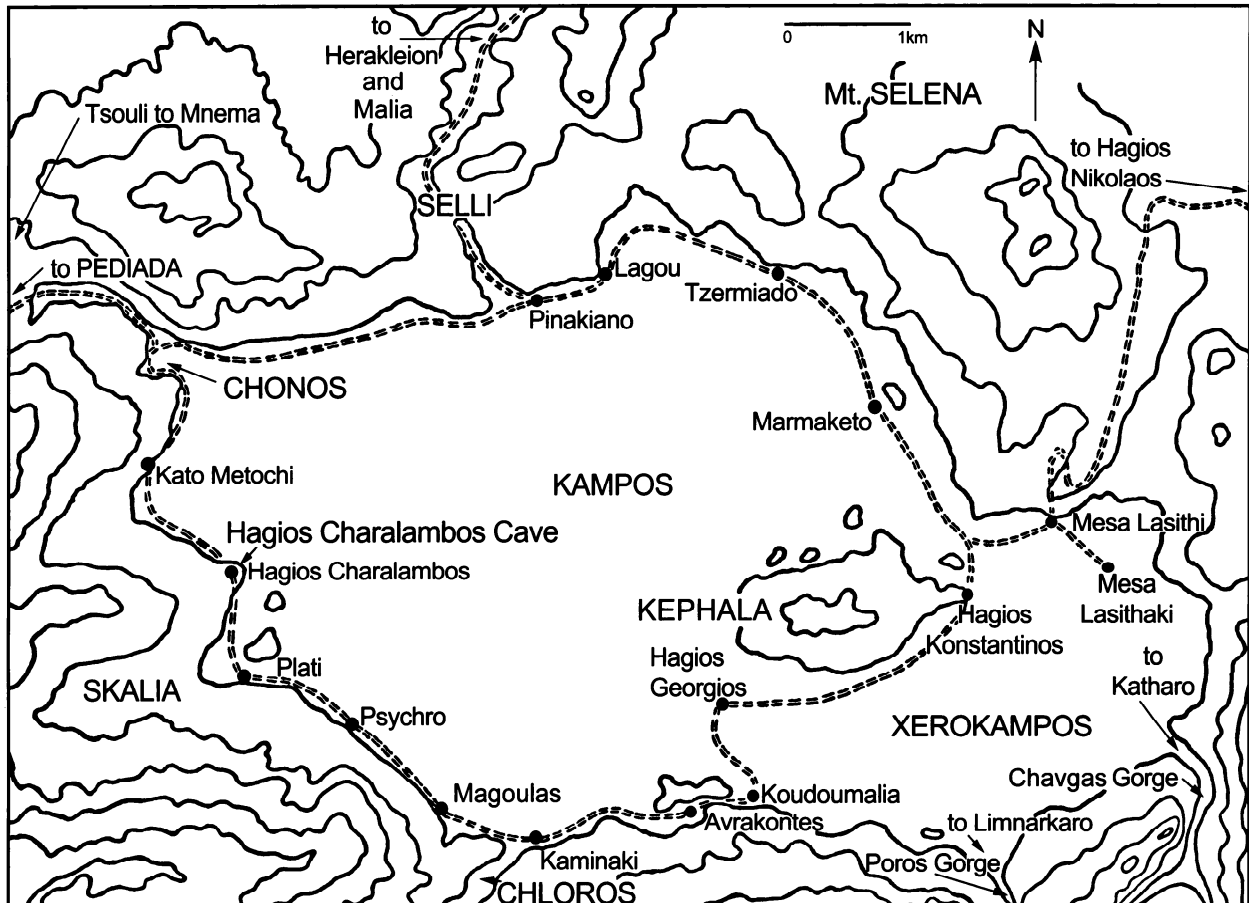 to
Herakleion
and
Malia
0
1km
N
Mt. SELENA
Tsouli to Mnema
to Hagios
Nikolaos
SELLI
to PEDIADA
Lagou
Tzermiado
Pinakiano
CHONOS
Marmaketo
Kato Metochi
KAMPOS
Hagios Charalambos Cave
Mesa Lasithi
Hagios Charalambos
Mesa
Lasithaki
KEPHALA
Hagios
Konstantinos
Hagios
Georgios
to
Katharo
Plati
SKALIA
Psychro
XEROKAMPOS
Chavgas Gorge
Magoulas
Koudoumalia
Avrakontes
to Limnarkaro
Kaminaki
Poros Gorge
CHLOROS